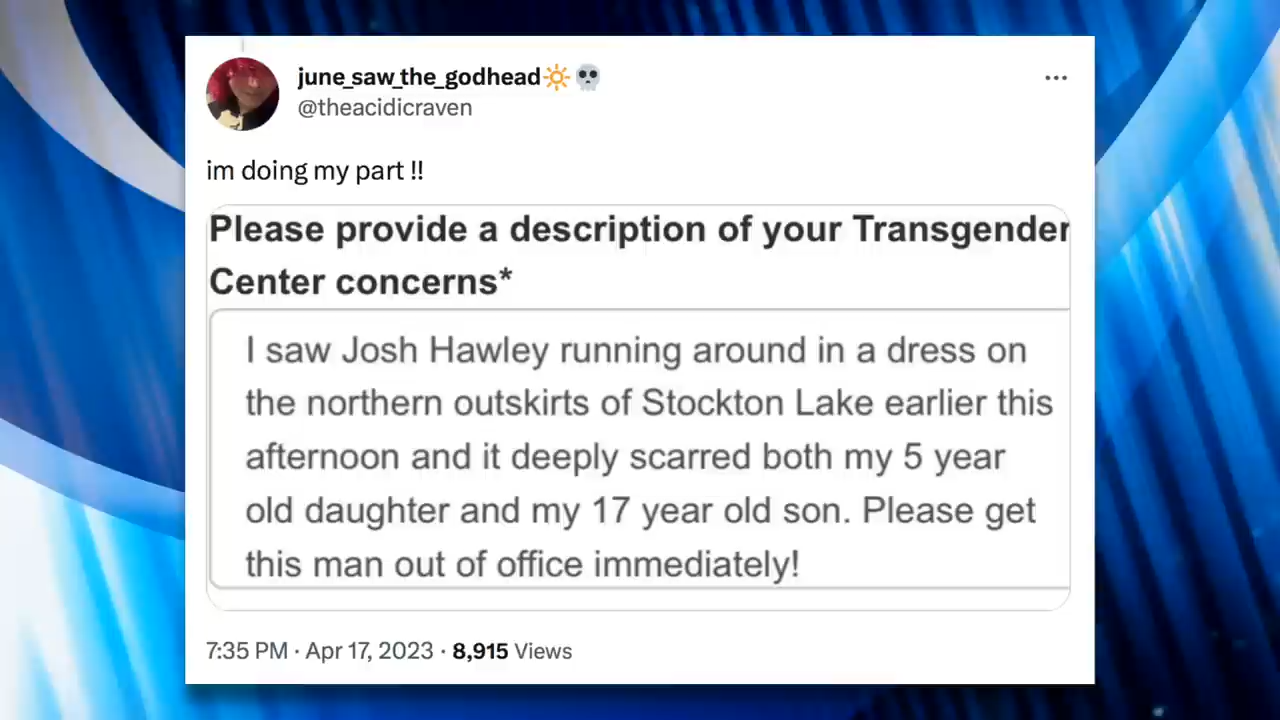 june_saw_the_godhead🔆💀
@theacidicraven
im doing my part !!
Please provide a description of your Transgender
Center concerns*
I saw Josh Hawley running around in a dress on
the northern outskirts of Stockton Lake earlier this
afternoon and it deeply scarred both my 5 year
old daughter and my 17 year old son. Please get
this man out of office immediately!
7:35 PM · Apr 17, 2023 · 8,915 Views